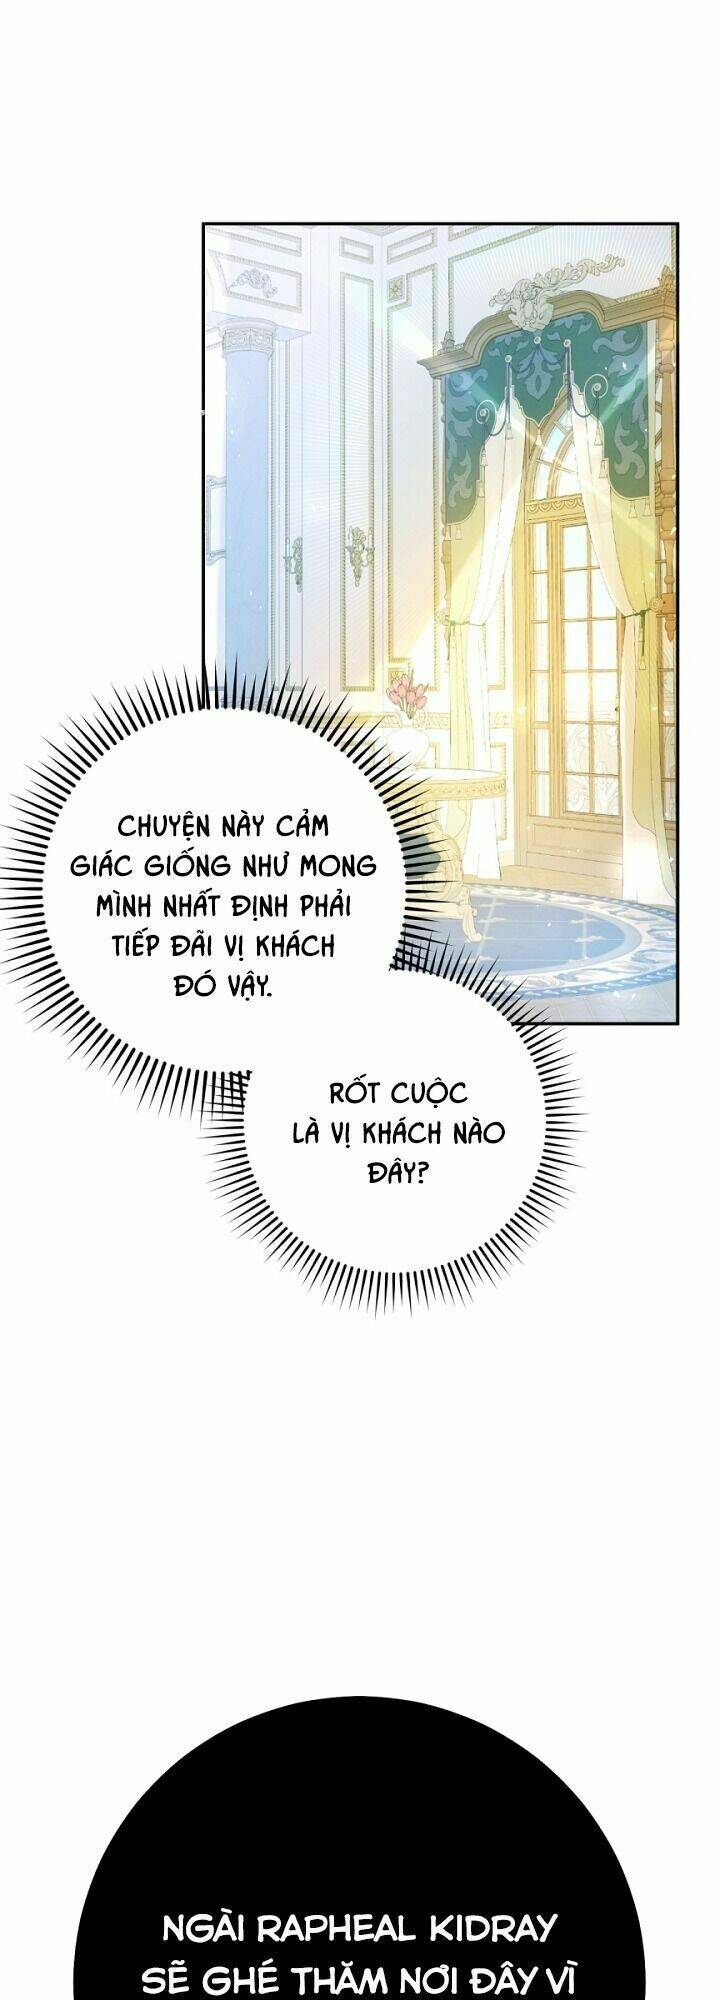 CHUYỆN NÀY CẢM
GIÁC GIỐNG NHƯ MONG
MÌNH NHẤT ĐỊNH PHẢI
TIẾP ĐÃI VỊ KHÁCH
ĐÓ VẬY.
RỐT CUỘC
LÀ VỊ KHÁCH NÀO
ĐÂY?
NGÀI RAPHEAL KIDRAY
SẼ GHÉ THĂM NƠI ĐÂY VÌ